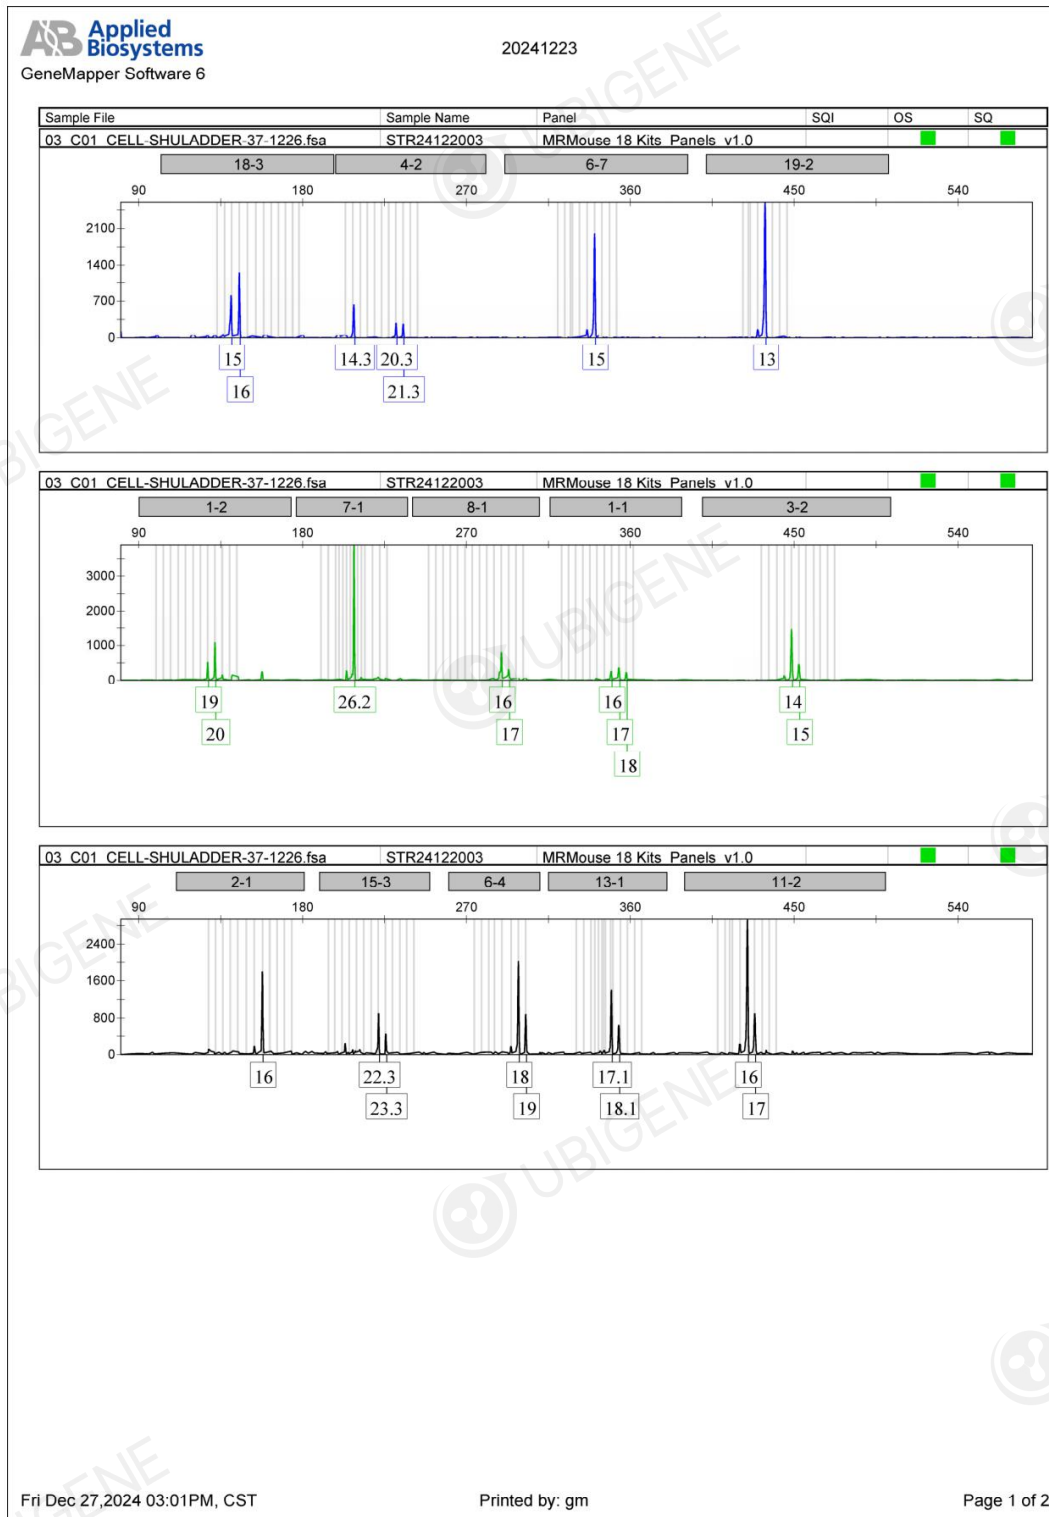 AB Applied
Biosystems
GeneMapper Software 6
20241223
Sample File Sample Name Panel SQI OS SQ
03_C01_CELL-SHULADDER-37-1226.fsa STR24122003 MRMouse 18 Kits_Panels_v1.0
18-3 4-2 6-7 19-2
90 180 270 360 450 540
2100
1400
700
0
15 14.3 20.3 15 13
16 21.3
03_C01_CELL-SHULADDER-37-1226.fsa STR24122003 MRMouse 18 Kits_Panels_v1.0
1-2 7-1 8-1 1-1 3-2
90 180 270 360 450 540
3000
2000
1000
0
19 26.2 16 16 14
20 17 17 15
18
03_C01_CELL-SHULADDER-37-1226.fsa STR24122003 MRMouse 18 Kits_Panels_v1.0
2-1 15-3 6-4 13-1 11-2
90 180 270 360 450 540
2400
1600
800
0
16 22.3 18 17.1 16
23.3 19 18.1 17
Fri Dec 27,2024 03:01PM, CST Printed by: gm Page 1 of 2
UBIGENE
UBIGENE
UBIGENE
UBIGENE
UBIGENE
UBIGENE